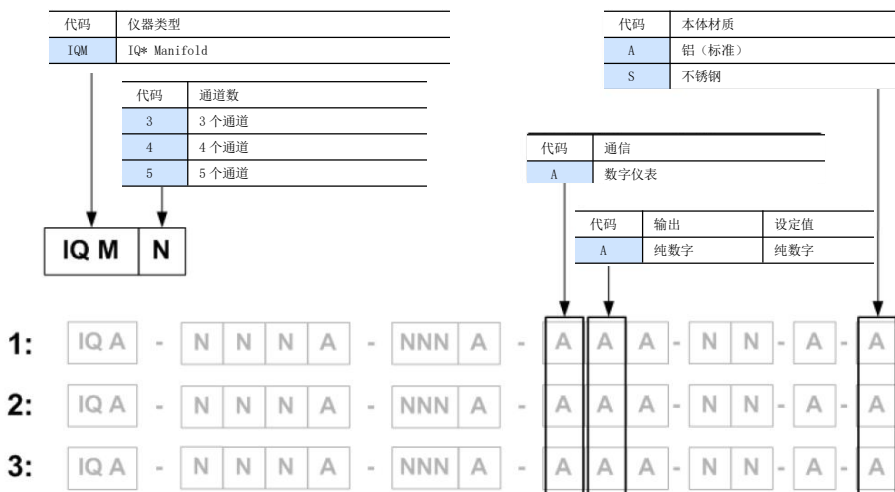 代码 仪器类型
IQM IQ* Manifold
代码 通道数
3 3 个通道
4 4 个通道
5 5 个通道
代码 本体材质
A 铝（标准）
S 不锈钢
代码 通信
A 数字仪表
代码 输出 设定值
A 纯数字 纯数字
IQ M N
1: IQ A - N N N A - NNN A - A A A - N N - A - A
2: IQ A - N N N A - NNN A - A A A - N N - A - A
3: IQ A - N N N A - NNN A - A A A - N N - A - A